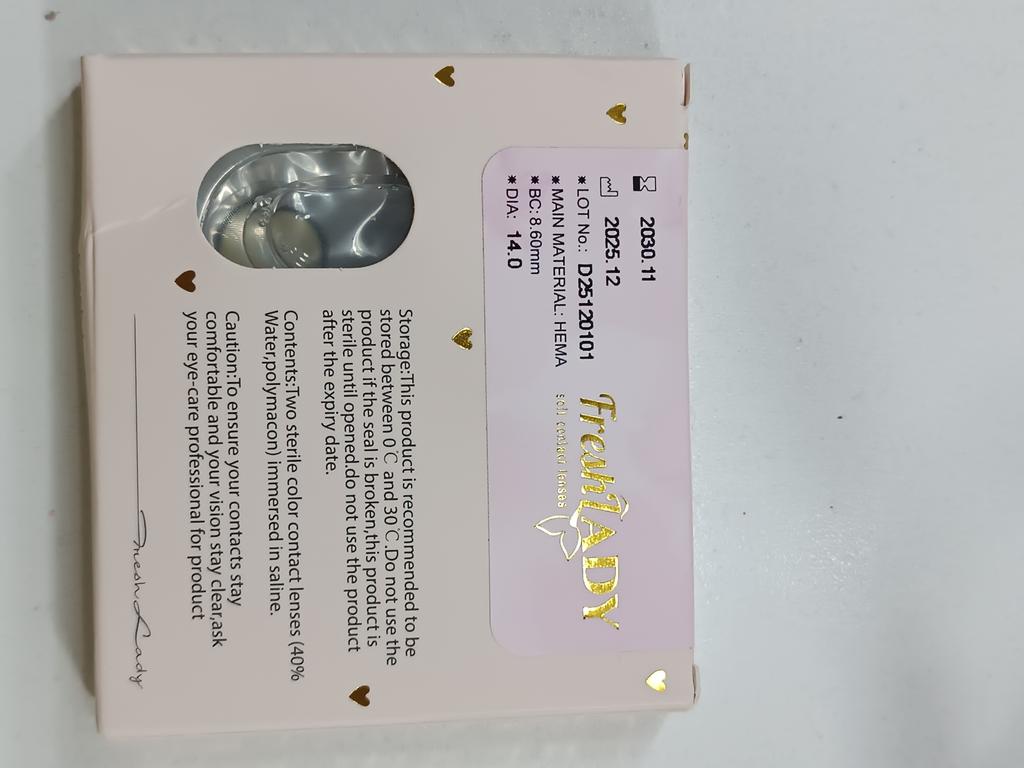 2030.11
2025.12
* LOT No.: D25120101
* MAIN MATERIAL: HEMA
* BC: 8.60mm
* DIA: 14.0
FreshLADY
soft contact lenses
Storage:This product is recommended to be
stored between 0℃ and 30℃.Do not use the
product if the seal is broken,this product is
sterile until opened.do not use the product
after the expiry date.
Contents:Two sterile color contact lenses (40%
Water,polymacon) immersed in saline.
Caution:To ensure your contacts stay
comfortable and your vision stay clear,ask
your eye-care professional for product
Fresh Lady